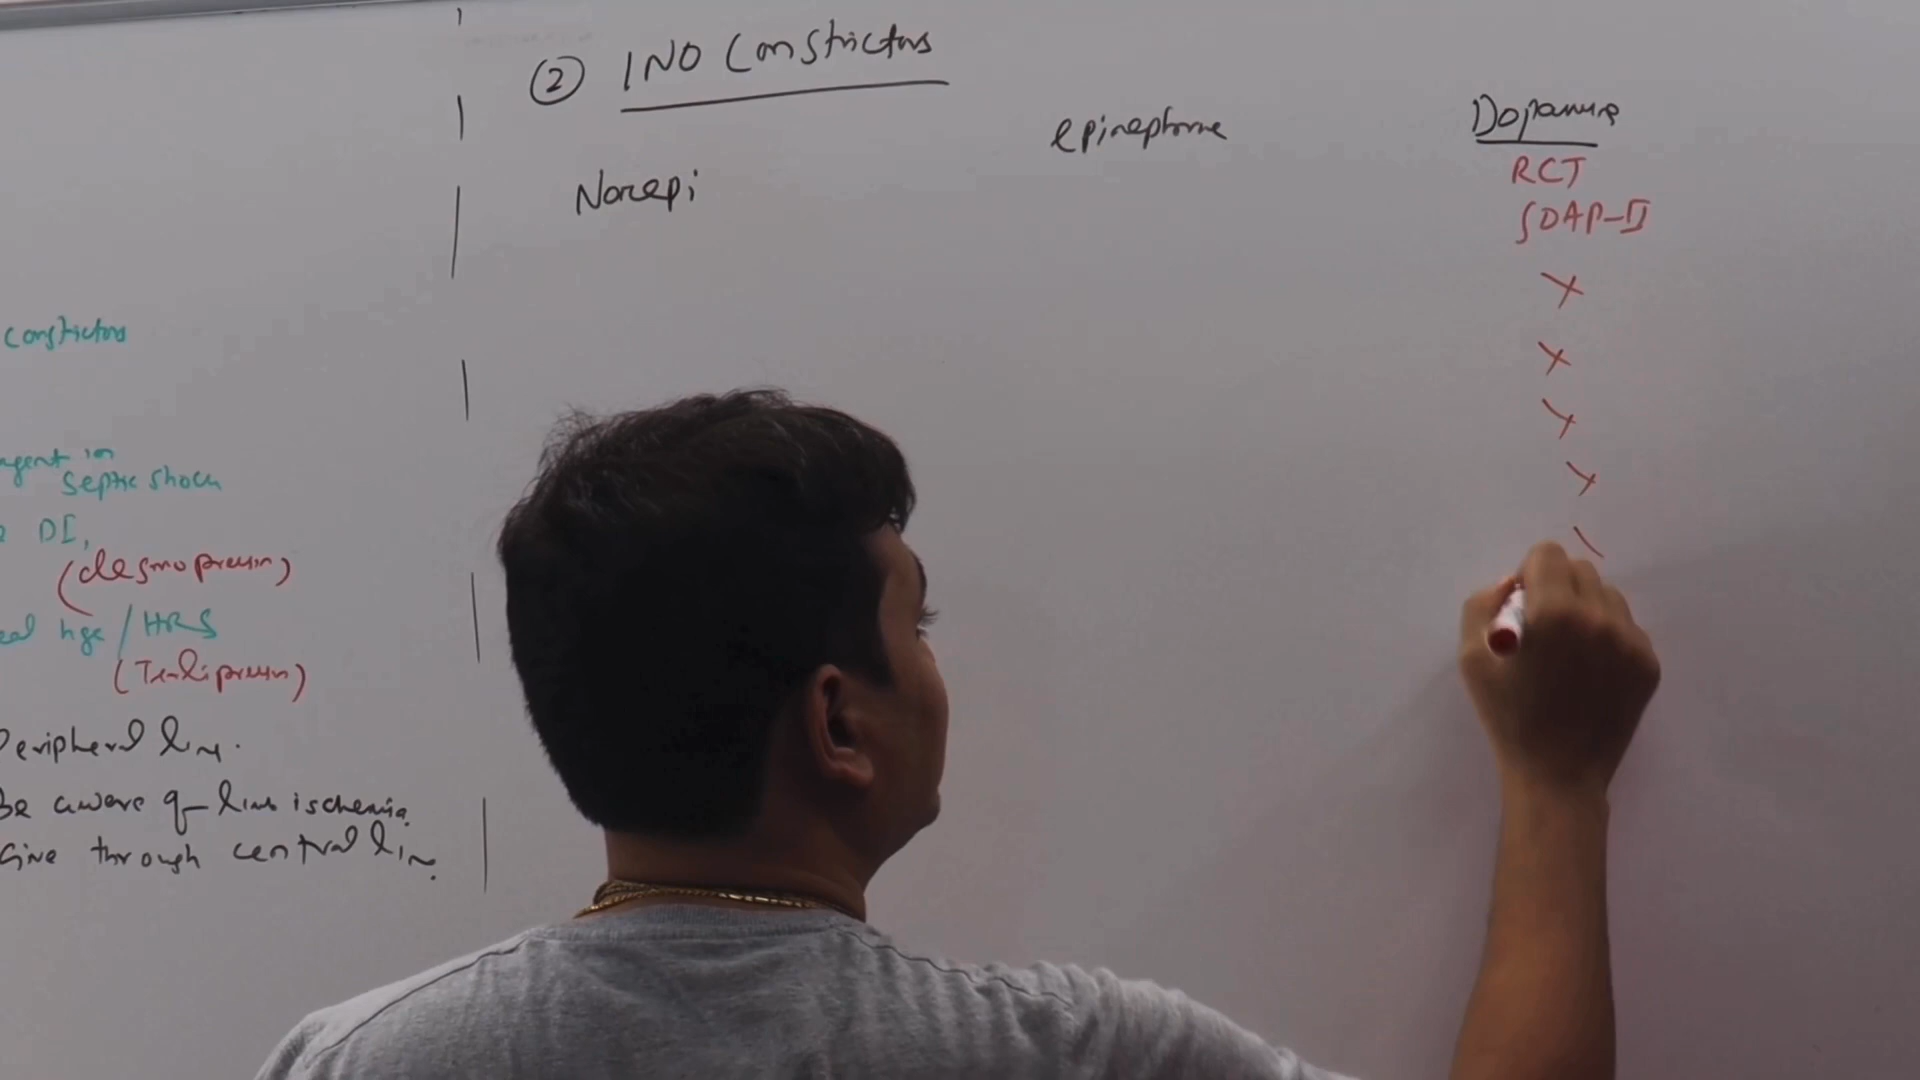 constrictors
agent in
septic shock
DI,
(desmopressin)
hge / HRS
(Terlipressin)
Peripheral line.
Be aware of limb ischemia.
Give through central line.
② INO Constrictors
Norepi
epinephrine
Dopamine
RCT
SOAP-II
X
X
X
X